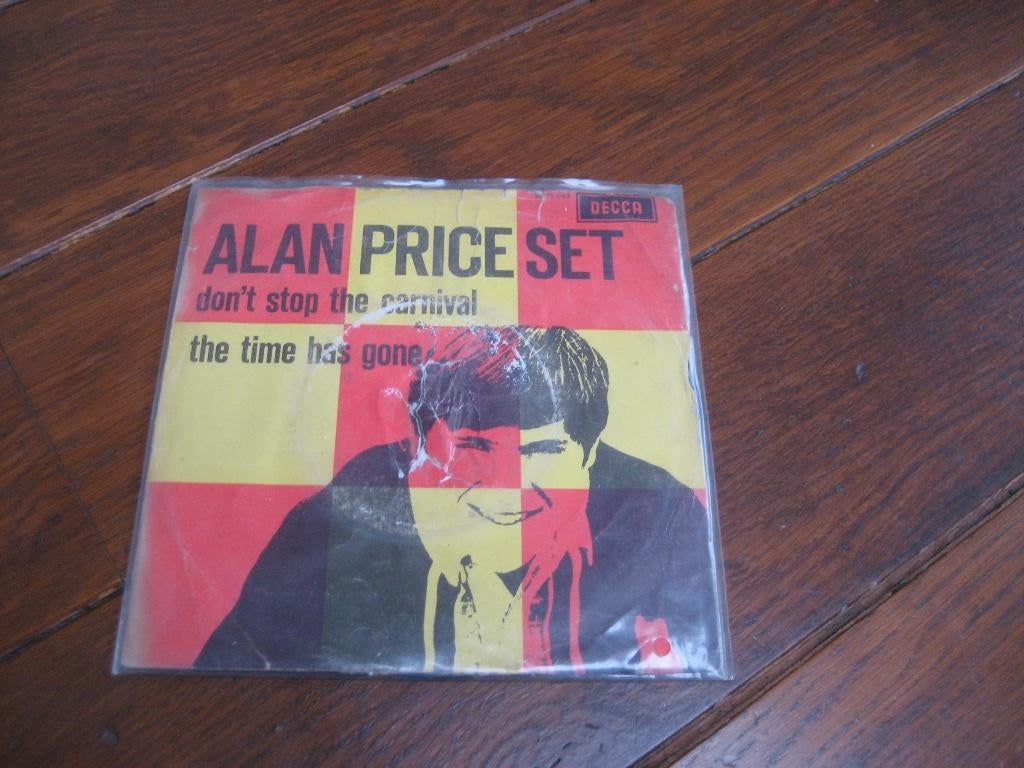 DECCA
ALAN PRICE SET
don't stop the carnival
the time has gone